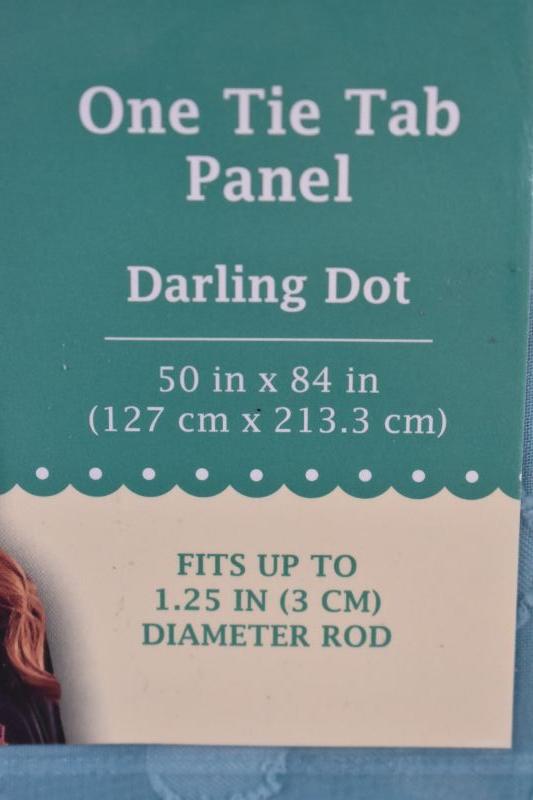 One Tie Tab
Panel
Darling Dot
50 in x 84 in
(127 cm x 213.3 cm)
FITS UP TO
1.25 IN (3 CM)
DIAMETER ROD